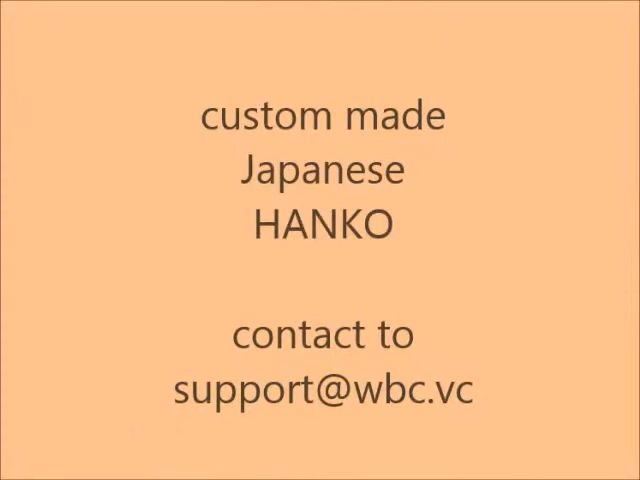 custom made
Japanese
HANKO
contact to
support@wbc.vc